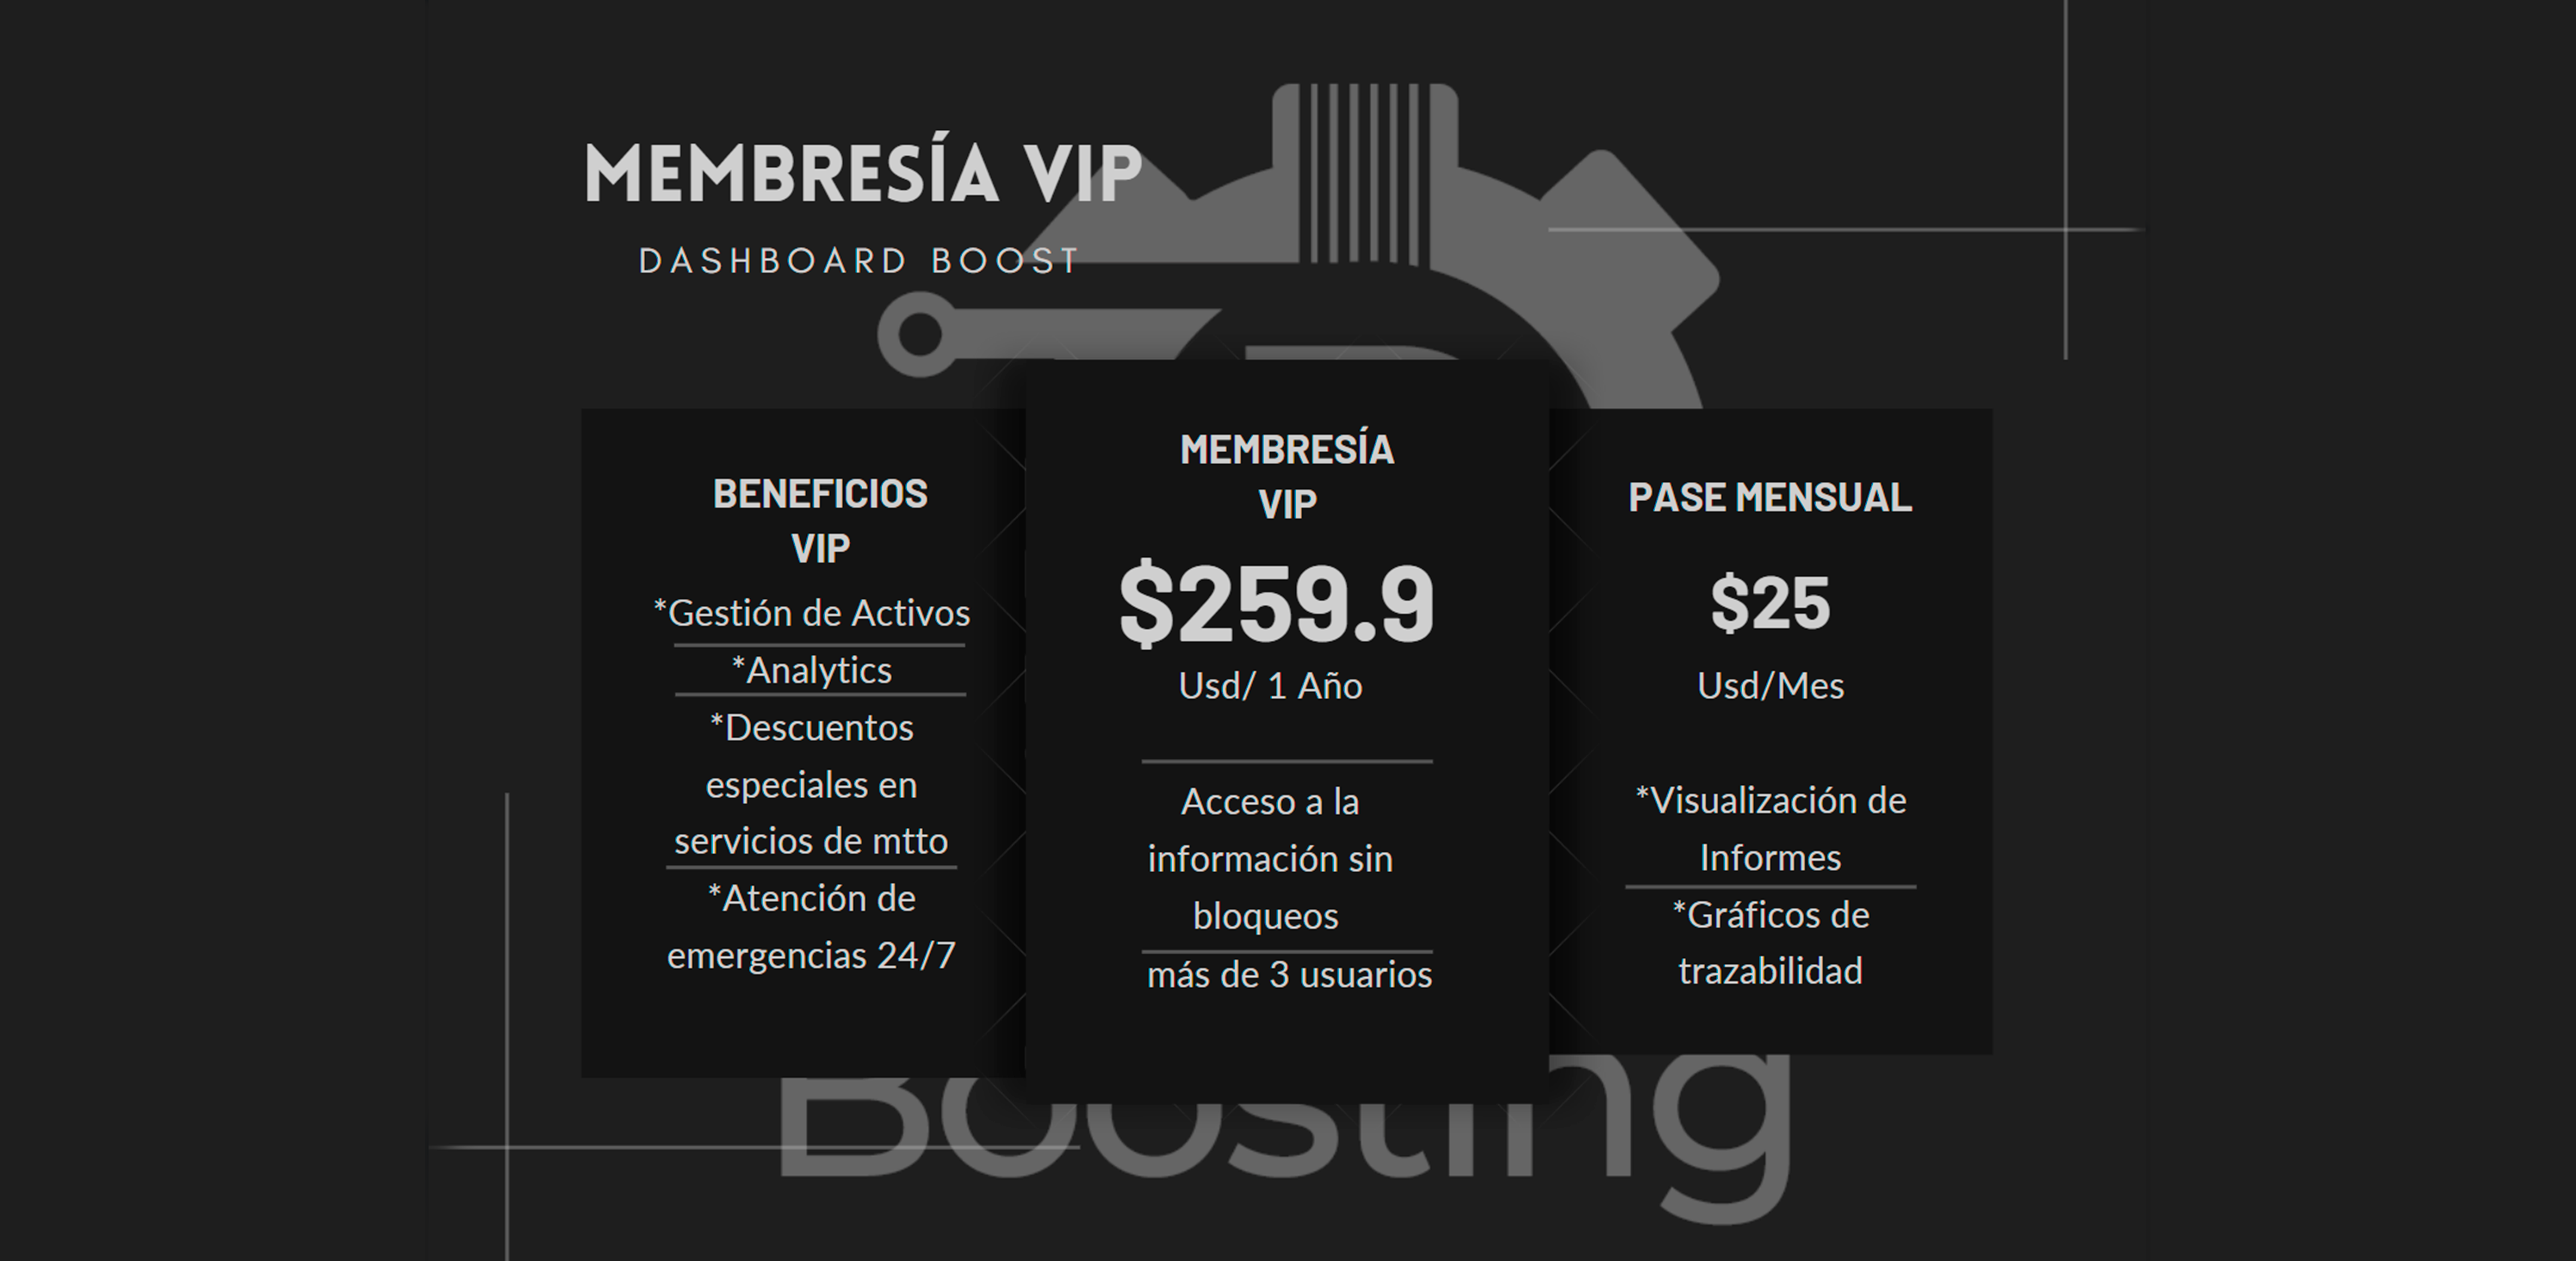 MEMBRESÍA VIP
DASHBOARD BOOST
BENEFICIOS
VIP
*Gestión de Activos
*Analytics
*Descuentos
especiales en
servicios de mtto
*Atención de
emergencias 24/7
MEMBRESÍA
VIP
$259.9
Usd/ 1 Año
Acceso a la
información sin
bloqueos
más de 3 usuarios
PASE MENSUAL
$25
Usd/Mes
*Visualización de
Informes
*Gráficos de
trazabilidad
Boosting